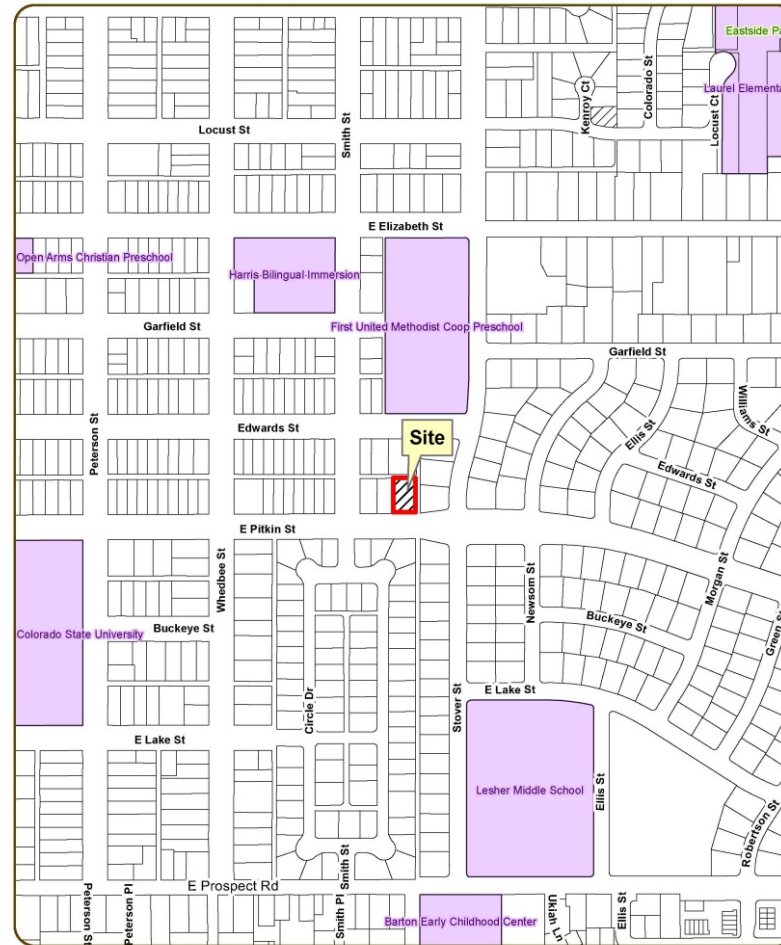 Eastside Pa
Laurel Elementa
Kenroy Ct
Colorado St
Locust Ct
Locust St
Smith St
E Elizabeth St
Open Arms Christian Preschool
Harris Bilingual Immersion
First United Methodist Coop Preschool
Garfield St
Garfield St
Peterson St
Edwards St
Site
Ellis St
Williams St
Edwards St
E Pitkin St
Whedbee St
Newsom St
Morgan St
Green S
Colorado State University
Buckeye St
Buckeye St
Circle Dr
Stover St
E Lake St
E Lake St
Lesher Middle School
Ellis St
Robertson St
Smith St
E Prospect Rd
Peterson St
Peterson Pl
Smith Pl
Barton Early Childhood Center
Ukiah Ln
Ellis St